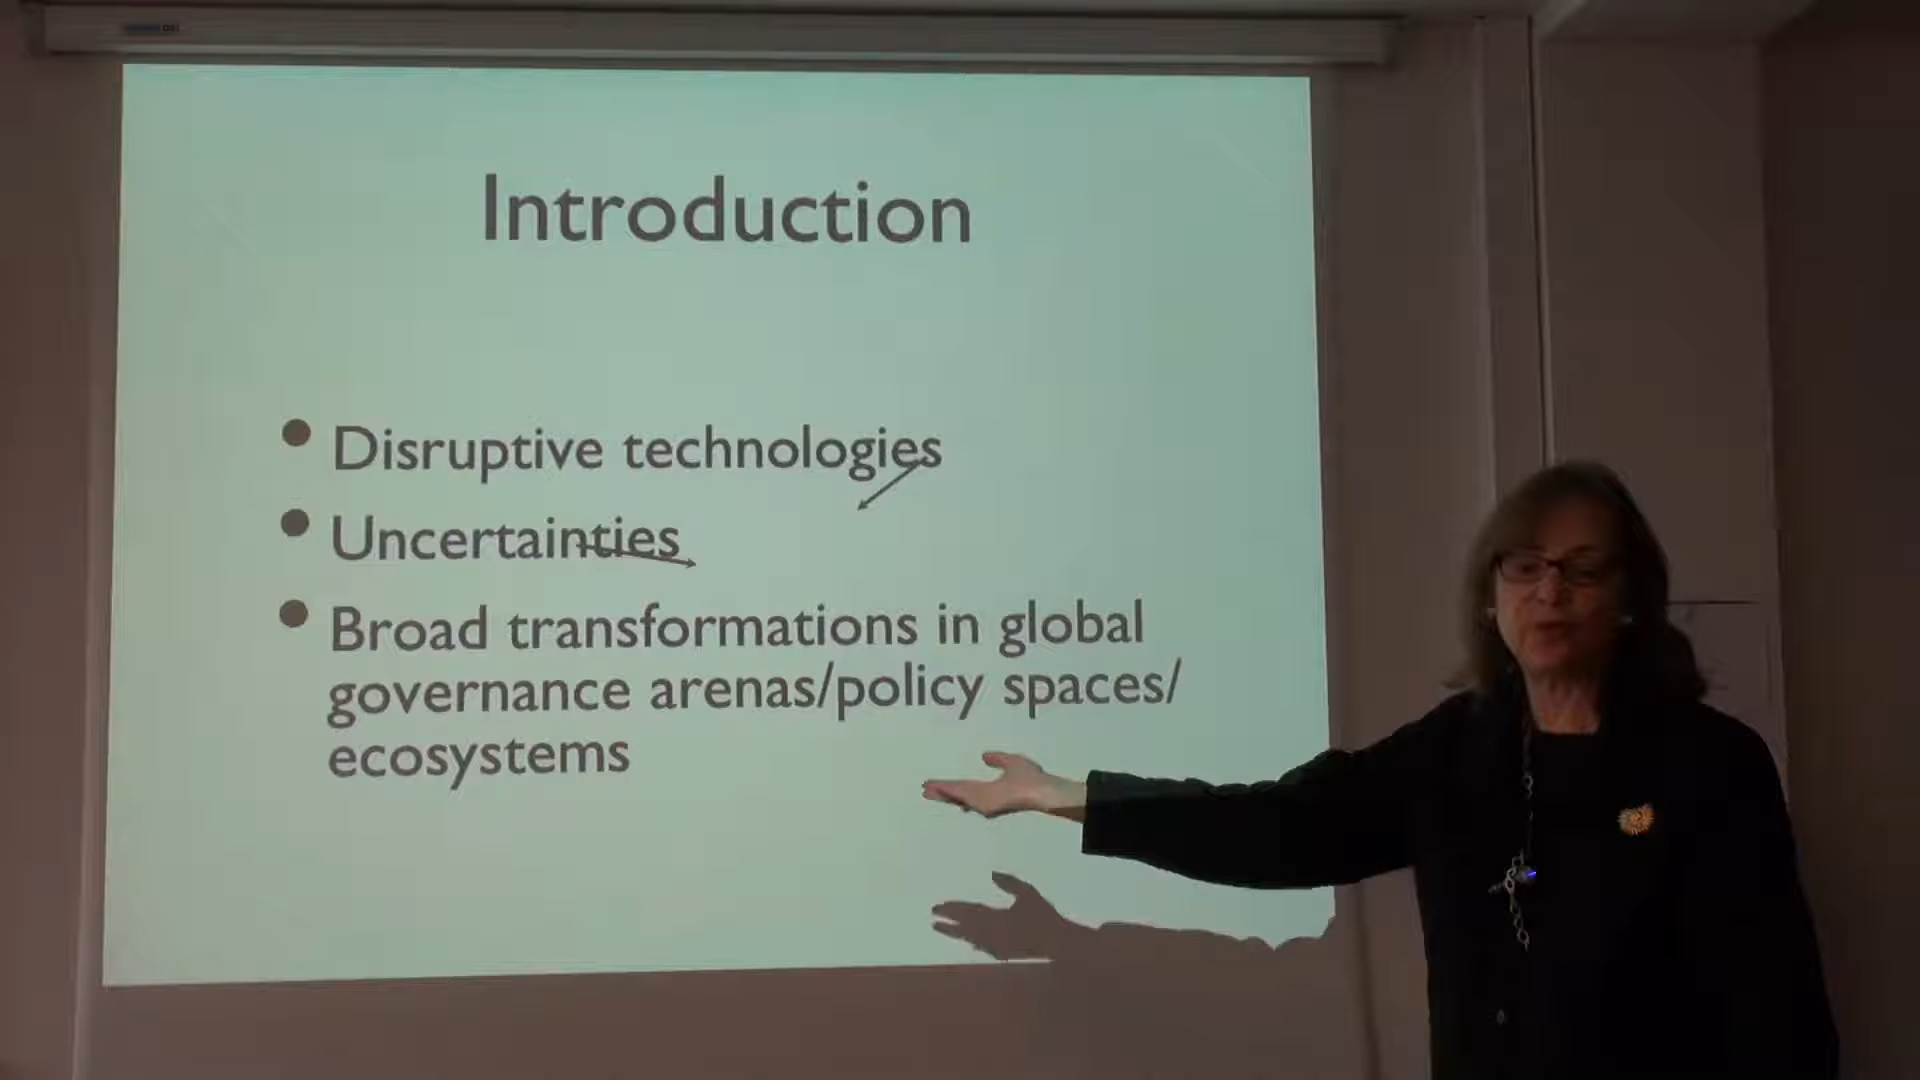 Introduction
• Disruptive technologies
• Uncertainties
• Broad transformations in global
governance arenas/policy spaces/
ecosystems